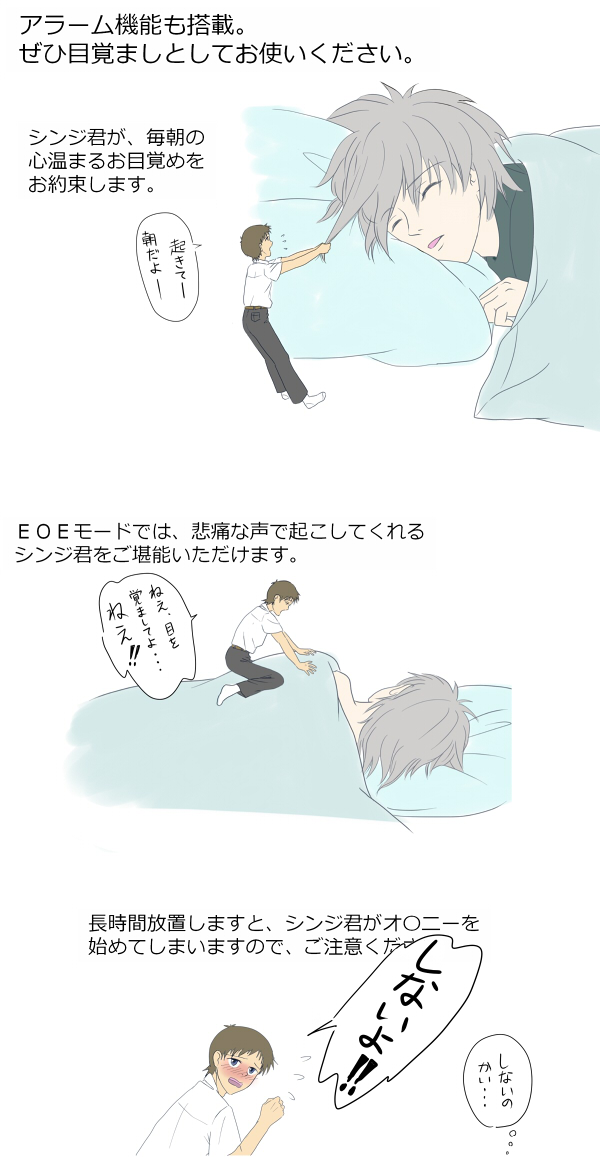 アラーム機能も搭載。
ぜひ目覚ましとしてお使いください。
シンジ君が、毎朝の
心温まるお目覚めを
お約束します。
起きてー
朝だよー
ＥＯＥモードでは、悲痛な声で起こしてくれる
シンジ君をご堪能いただけます。
ねえ、目を
覚ましてよ・・・
ねえ!!
長時間放置しますと、シンジ君がオ〇ニーを
始めてしまいますので、ご注意くだ
しないよ!!
しないの
かい・・・